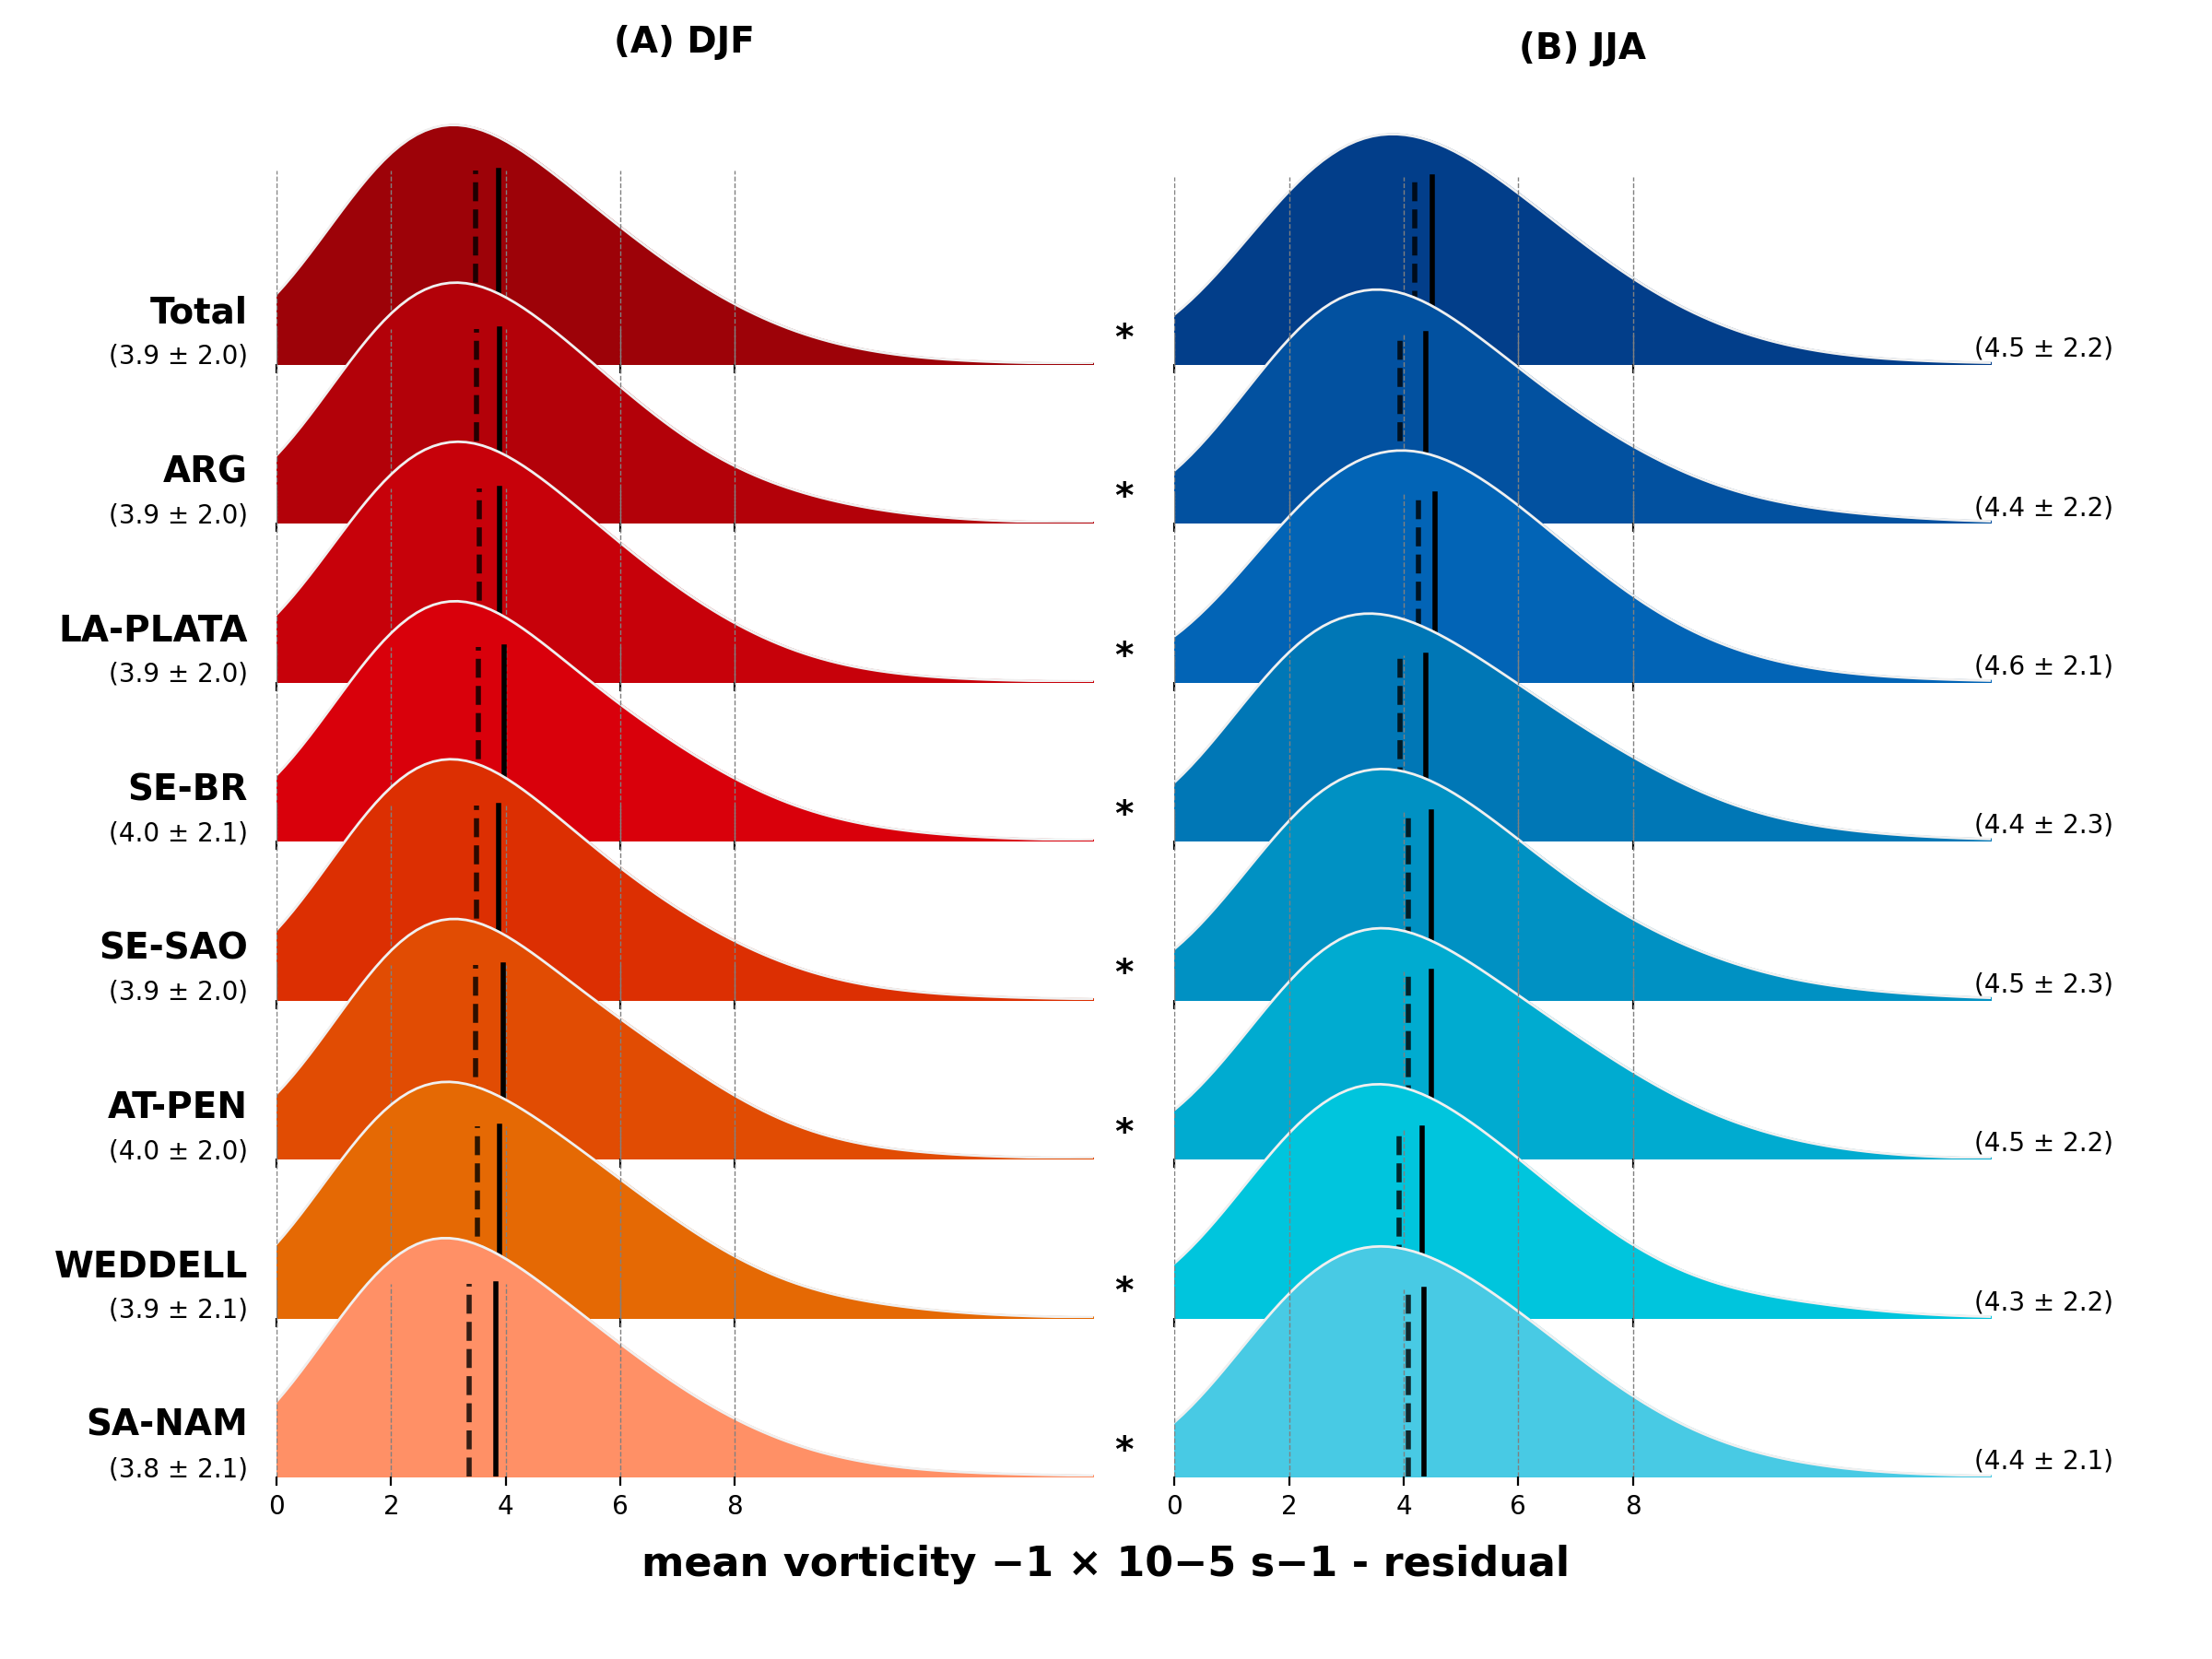 (A) DJF
(B) JJA
Total
(3.9 ± 2.0)
*
(4.5 ± 2.2)
ARG
(3.9 ± 2.0)
*
(4.4 ± 2.2)
LA-PLATA
(3.9 ± 2.0)
*
(4.6 ± 2.1)
SE-BR
(4.0 ± 2.1)
*
(4.4 ± 2.3)
SE-SAO
(3.9 ± 2.0)
*
(4.5 ± 2.3)
AT-PEN
(4.0 ± 2.0)
*
(4.5 ± 2.2)
WEDDELL
(3.9 ± 2.1)
*
(4.3 ± 2.2)
SA-NAM
(3.8 ± 2.1)
*
(4.4 ± 2.1)
0 2 4 6 8
0 2 4 6 8
mean vorticity −1 × 10−5 s−1 - residual